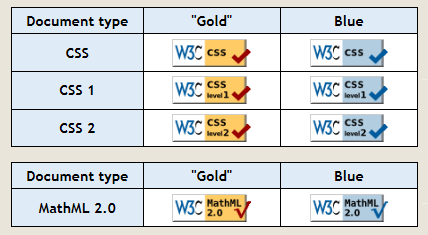 Document type "Gold" Blue
CSS W3C CSS W3C CSS
CSS 1 W3C CSS level 1 W3C CSS level 1
CSS 2 W3C CSS level 2 W3C CSS level 2
Document type "Gold" Blue
MathML 2.0 W3C MathML 2.0 W3C MathML 2.0